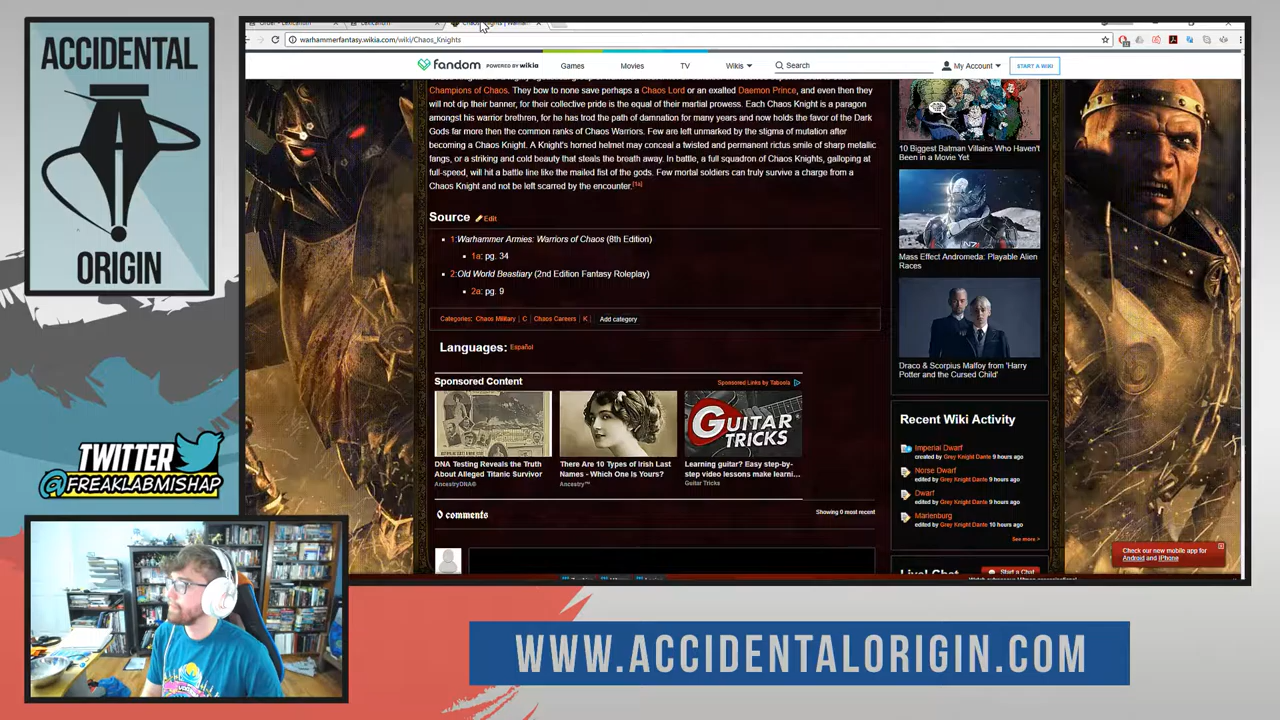 ACCIDENTAL
ORIGIN
TWITTER
@FREAKLABMISHAP
Lexicanum
warhammerfantasy.wikia.com/wiki/Chaos_Knights
fandom POWERED BY wikia
Games
Movies
TV
Wikis
Search
My Account
START A WIKI
Champions of Chaos. They bow to none save perhaps a Chaos Lord or an exalted Daemon Prince, and even then they
will not dip their banner, for their collective pride is the equal of their martial prowess. Each Chaos Knight is a paragon
amongst his warrior brethren, for he has trod the path of damnation for many years and now holds the favor of the Dark
Gods far more then the common ranks of Chaos Warriors. Few are left unmarked by the stigma of mutation after
becoming a Chaos Knight. A Knight's horned helmet may conceal a twisted and permanent rictus smile of sharp metallic
fangs, or a striking and cold beauty that steals the breath away. In battle, a full squadron of Chaos Knights, galloping at
full-speed, will hit a battle line like the mailed fist of the gods. Few mortal soldiers can truly survive a charge from a
Chaos Knight and not be left scarred by the encounter.[1a]
Source Edit
1:Warhammer Armies: Warriors of Chaos (8th Edition)
1a: pg. 34
2:Old World Beastiary (2nd Edition Fantasy Roleplay)
2a: pg. 9
Categories: Chaos Military | C | Chaos Careers | K | Add category
Languages: Español
Sponsored Content
Sponsored Links by Taboola
GUITAR
TRICKS
DNA Testing Reveals the Truth
About Alleged Titanic Survivor
AncestryDNA®
There Are 10 Types of Irish Last
Names - Which One Is Yours?
Ancestry™
Learning guitar? Easy step-by-
step video lessons make learni...
Guitar Tricks
0 comments
Showing 0 most recent
10 Biggest Batman Villains Who Haven't
Been in a Movie Yet
Mass Effect Andromeda: Playable Alien
Races
Draco & Scorpius Malfoy from 'Harry
Potter and the Cursed Child'
Recent Wiki Activity
Imperial Dwarf
created by Grey Knight Dante 9 hours ago
Norse Dwarf
edited by Grey Knight Dante 9 hours ago
Dwarf
edited by Grey Knight Dante 9 hours ago
Marienburg
edited by Grey Knight Dante 10 hours ago
See more >
Live! Chat
Start a Chat
Check our new mobile app for
Android and iPhone
WWW.ACCIDENTALORIGIN.COM